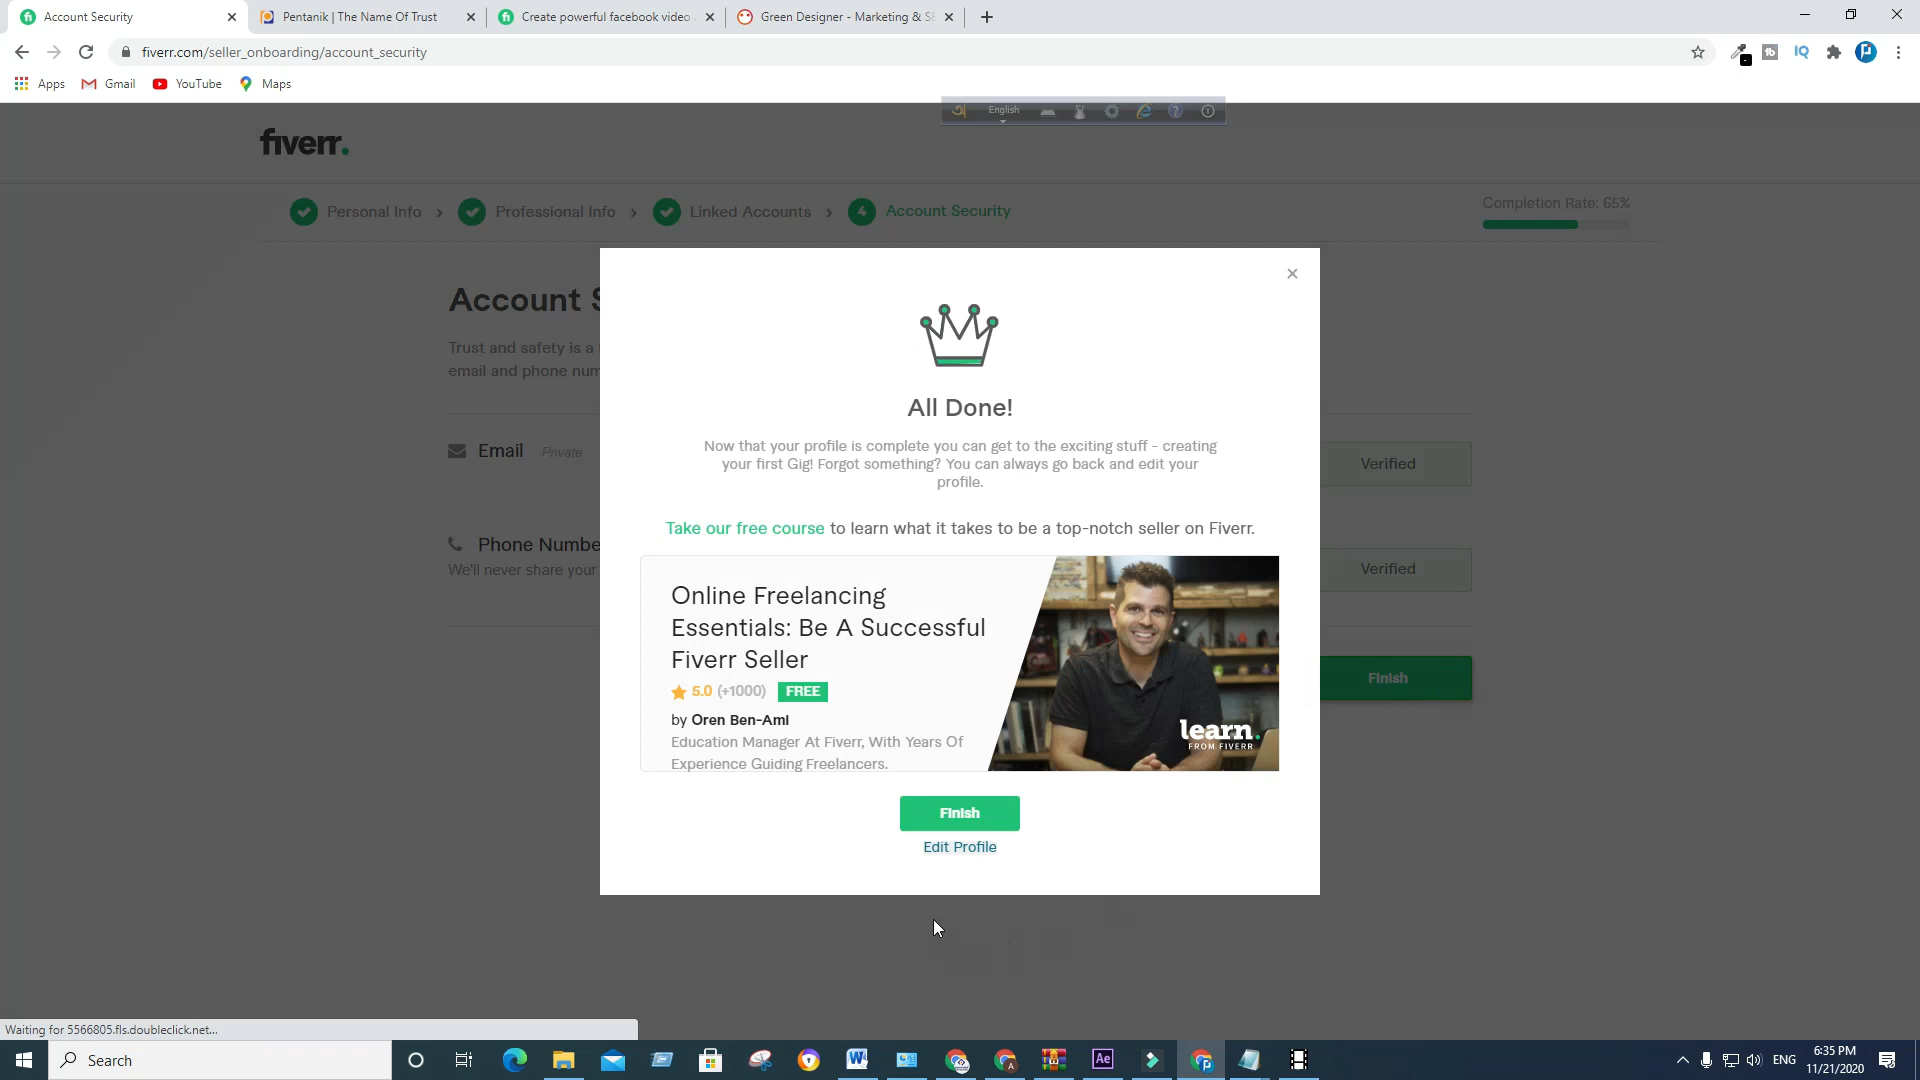 Account Security
Pentanik | The Name Of Trust
Create powerful facebook video
Green Designer - Marketing & SE
fiverr.com/seller_onboarding/account_security
Apps
Gmail
YouTube
Maps
English
fiverr.
Personal Info
Professional Info
Linked Accounts
4
Account Security
Completion Rate: 65%
Account S
Trust and safety is a
email and phone num
Email Private
Verified
Phone Numbe
We'll never share your
Verified
Finish
All Done!
Now that your profile is complete you can get to the exciting stuff - creating
your first Gig! Forgot something? You can always go back and edit your
profile.
Take our free course to learn what it takes to be a top-notch seller on Fiverr.
Online Freelancing
Essentials: Be A Successful
Fiverr Seller
5.0 (+1000) FREE
by Oren Ben-Ami
Education Manager At Fiverr, With Years Of
Experience Guiding Freelancers.
learn.
FROM FIVERR
Finish
Edit Profile
Waiting for 5566805.fls.doubleclick.net...
Search
ENG
6:35 PM
11/21/2020